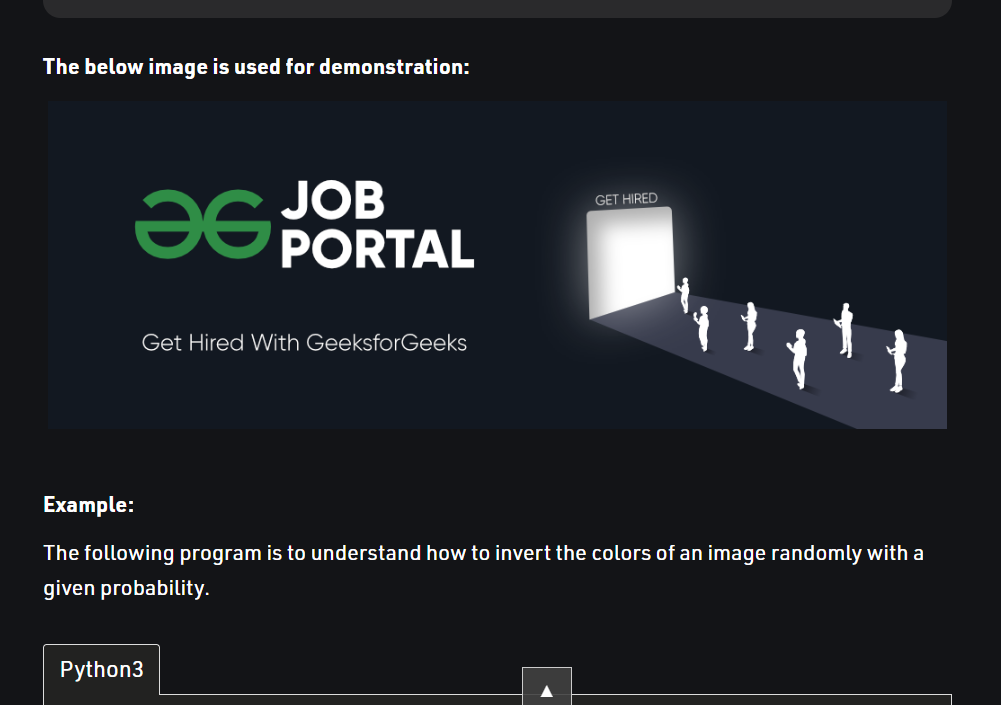 The below image is used for demonstration:
JOB
PORTAL
GET HIRED
Get Hired With GeeksforGeeks
Example:
The following program is to understand how to invert the colors of an image randomly with a
given probability.
Python3